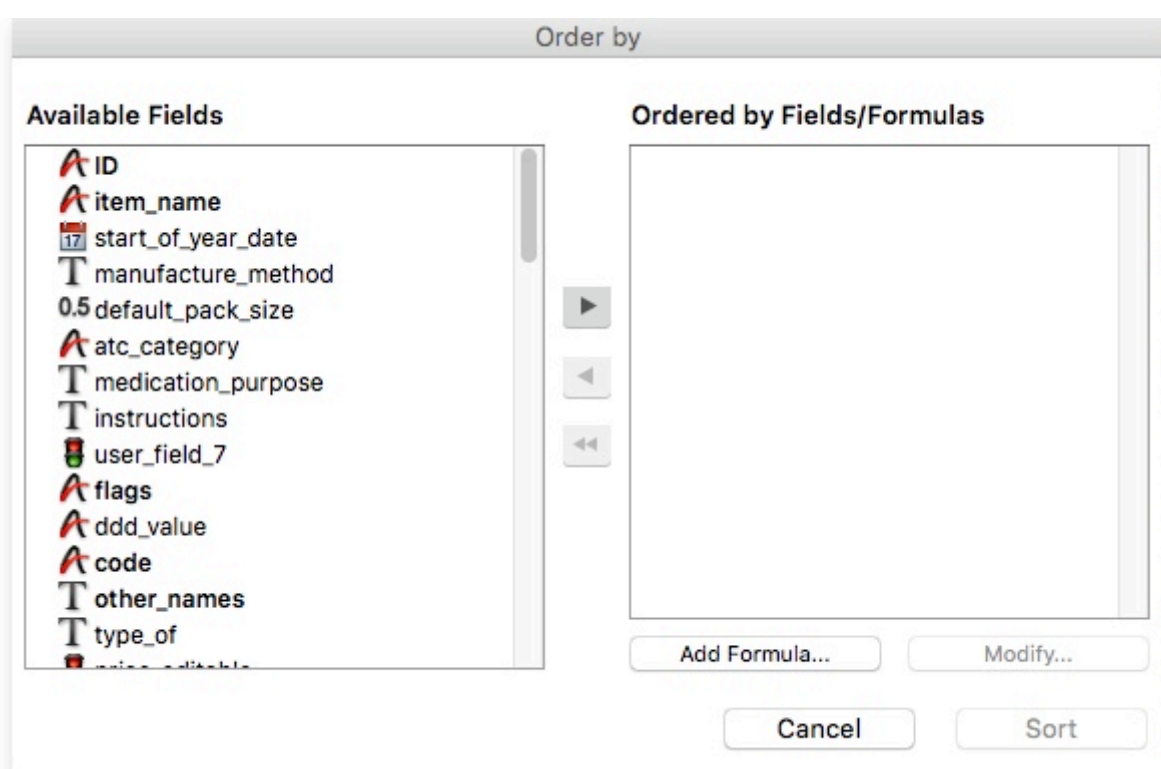 Order by
Available Fields
Ordered by Fields/Formulas
ID
item_name
17 start_of_year_date
T manufacture_method
0.5 default_pack_size
atc_category
T medication_purpose
T instructions
user_field_7
flags
ddd_value
code
T other_names
T type_of
Add Formula...
Modify...
Cancel
Sort